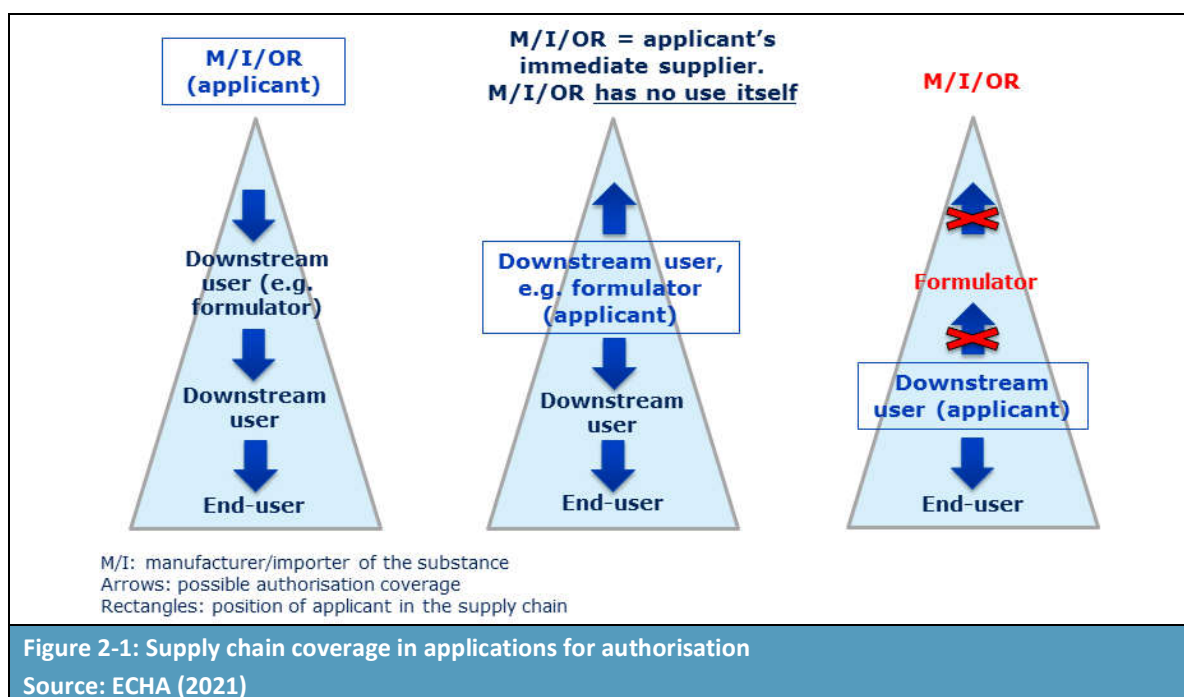 M/I/OR
(applicant)
Downstream
user (e.g.
formulator)
Downstream
user
End-user
M/I/OR = applicant's
immediate supplier.
M/I/OR has no use itself
Downstream user,
e.g. formulator
(applicant)
Downstream
user
End-user
M/I/OR
Formulator
Downstream
user (applicant)
End-user
M/I: manufacturer/importer of the substance
Arrows: possible authorisation coverage
Rectangles: position of applicant in the supply chain
Figure 2-1: Supply chain coverage in applications for authorisation
Source: ECHA (2021)